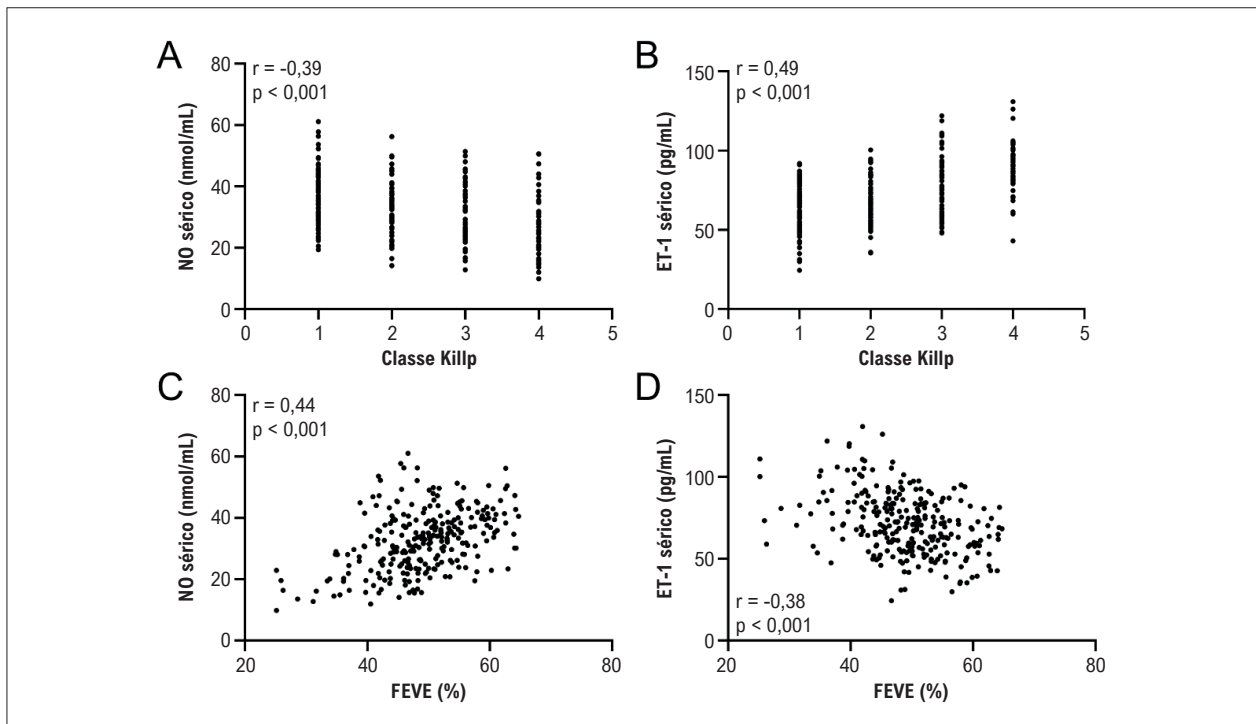 A
r = -0,39
p < 0,001
NO sérico (nmol/mL)
80
60
40
20
0
0 1 2 3 4 5
Classe Killp
B
r = 0,49
p < 0,001
ET-1 sérico (pg/mL)
150
100
50
0
0 1 2 3 4 5
Classe Killp
C
r = 0,44
p < 0,001
NO sérico (nmol/mL)
80
60
40
20
0
20 40 60 80
FEVE (%)
D
ET-1 sérico (pg/mL)
150
100
50
0
r = -0,38
p < 0,001
20 40 60 80
FEVE (%)